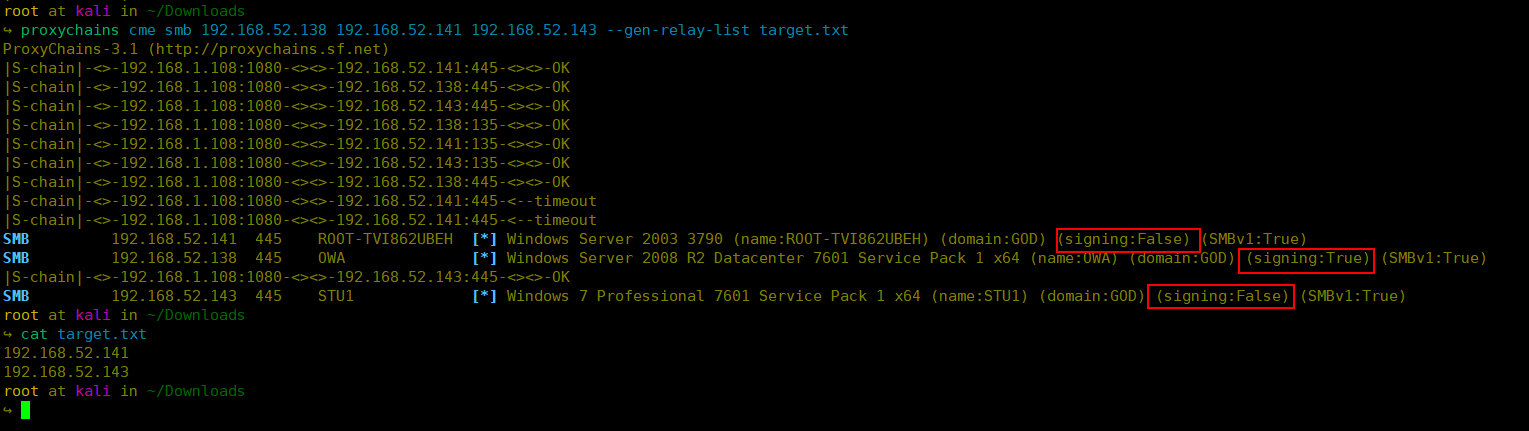 root at kali in ~/Downloads
↪ proxychains cme smb 192.168.52.138 192.168.52.141 192.168.52.143 --gen-relay-list target.txt
ProxyChains-3.1 (http://proxychains.sf.net)
|S-chain|-<>-192.168.1.108:1080-<><>-192.168.52.141:445-<><>-OK
|S-chain|-<>-192.168.1.108:1080-<><>-192.168.52.138:445-<><>-OK
|S-chain|-<>-192.168.1.108:1080-<><>-192.168.52.143:445-<><>-OK
|S-chain|-<>-192.168.1.108:1080-<><>-192.168.52.138:135-<><>-OK
|S-chain|-<>-192.168.1.108:1080-<><>-192.168.52.141:135-<><>-OK
|S-chain|-<>-192.168.1.108:1080-<><>-192.168.52.143:135-<><>-OK
|S-chain|-<>-192.168.1.108:1080-<><>-192.168.52.138:445-<><>-OK
|S-chain|-<>-192.168.1.108:1080-<><>-192.168.52.141:445-<--timeout
|S-chain|-<>-192.168.1.108:1080-<><>-192.168.52.141:445-<--timeout
SMB 192.168.52.141 445 ROOT-TVI862UBEH [*] Windows Server 2003 3790 (name:ROOT-TVI862UBEH) (domain:GOD) (signing:False) (SMBv1:True)
SMB 192.168.52.138 445 OWA [*] Windows Server 2008 R2 Datacenter 7601 Service Pack 1 x64 (name:OWA) (domain:GOD) (signing:True) (SMBv1:True)
|S-chain|-<>-192.168.1.108:1080-<><>-192.168.52.143:445-<><>-OK
SMB 192.168.52.143 445 STU1 [*] Windows 7 Professional 7601 Service Pack 1 x64 (name:STU1) (domain:GOD) (signing:False) (SMBv1:True)
root at kali in ~/Downloads
↪ cat target.txt
192.168.52.141
192.168.52.143
root at kali in ~/Downloads
↪